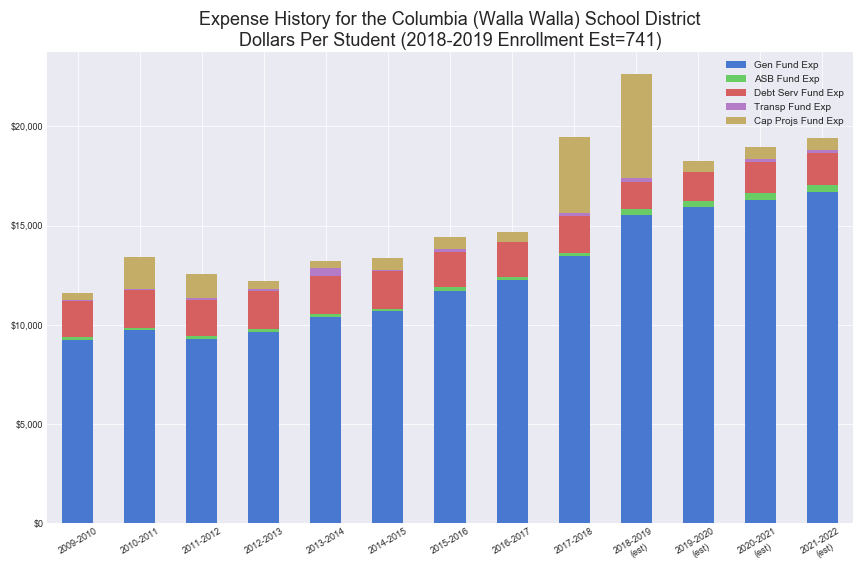 Expense History for the Columbia (Walla Walla) School District
Dollars Per Student (2018-2019 Enrollment Est=741)
Gen Fund Exp
ASB Fund Exp
Debt Serv Fund Exp
Transp Fund Exp
Cap Projs Fund Exp
$20,000
$15,000
$10,000
$5,000
$0
2009-2010
2010-2011
2011-2012
2012-2013
2013-2014
2014-2015
2015-2016
2016-2017
2017-2018
2018-2019
(est)
2019-2020
(est)
2020-2021
(est)
2021-2022
(est)